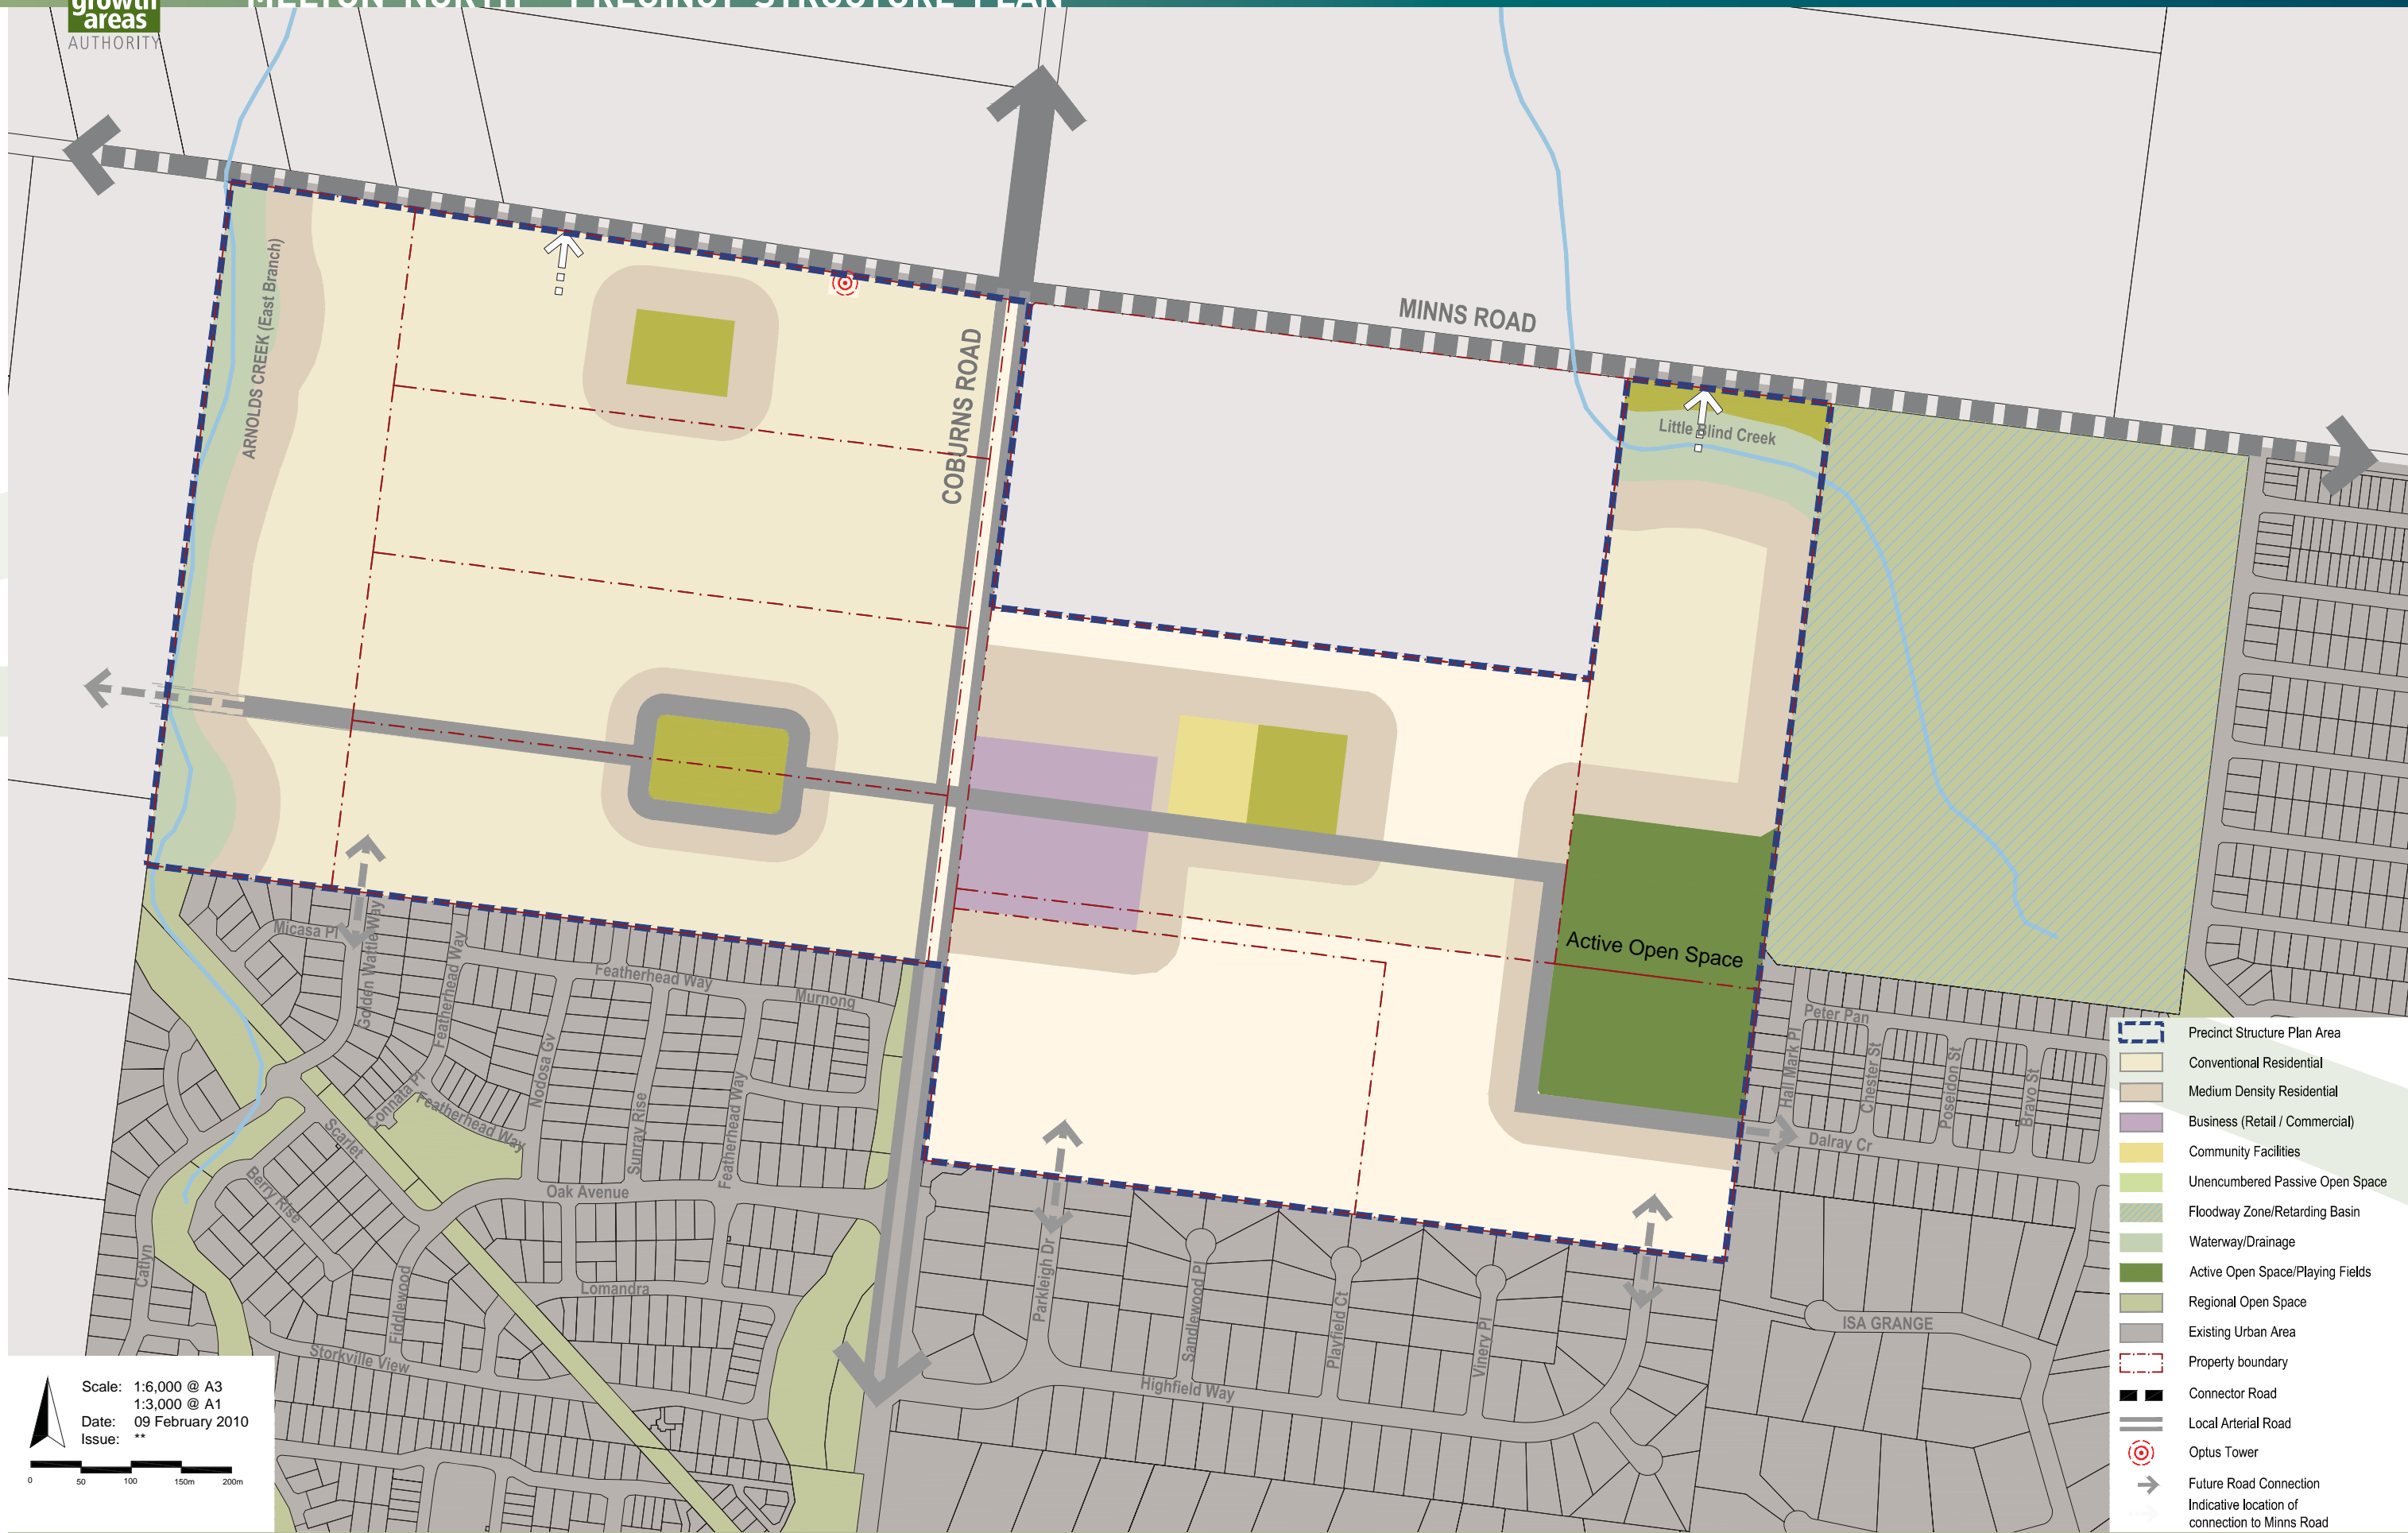 growth
areas
AUTHORITY
MELTON NORTH PRECINCT STRUCTURE PLAN
MINNS ROAD
COBURNS ROAD
ARNOLDS CREEK (East Branch)
Little Blind Creek
Active Open Space
Micasa Pl
Golden Wattle Way
Featherhead Way
Featherhead Way
Murnong
Nodosa Gv
Connata Pl
Featherhead Way
Sunray Rise
Featherhead Way
Scarlet
Berry Rise
Oak Avenue
Catlyn
Fiddlewood
Lomandra
Storkville View
Parkleigh Dr
Sandlewood Pl
Playfield Ct
Vinery Pl
Highfield Way
Peter Pan
Hall Mark Pl
Chester St
Poseidon St
Bravo St
Dalray Cr
ISA GRANGE
Precinct Structure Plan Area
Conventional Residential
Medium Density Residential
Business (Retail / Commercial)
Community Facilities
Unencumbered Passive Open Space
Floodway Zone/Retarding Basin
Waterway/Drainage
Active Open Space/Playing Fields
Regional Open Space
Existing Urban Area
Property boundary
Connector Road
Local Arterial Road
Optus Tower
Future Road Connection
Indicative location of
connection to Minns Road
Scale: 1:6,000 @ A3
1:3,000 @ A1
Date: 09 February 2010
Issue: **
0 50 100 150m 200m